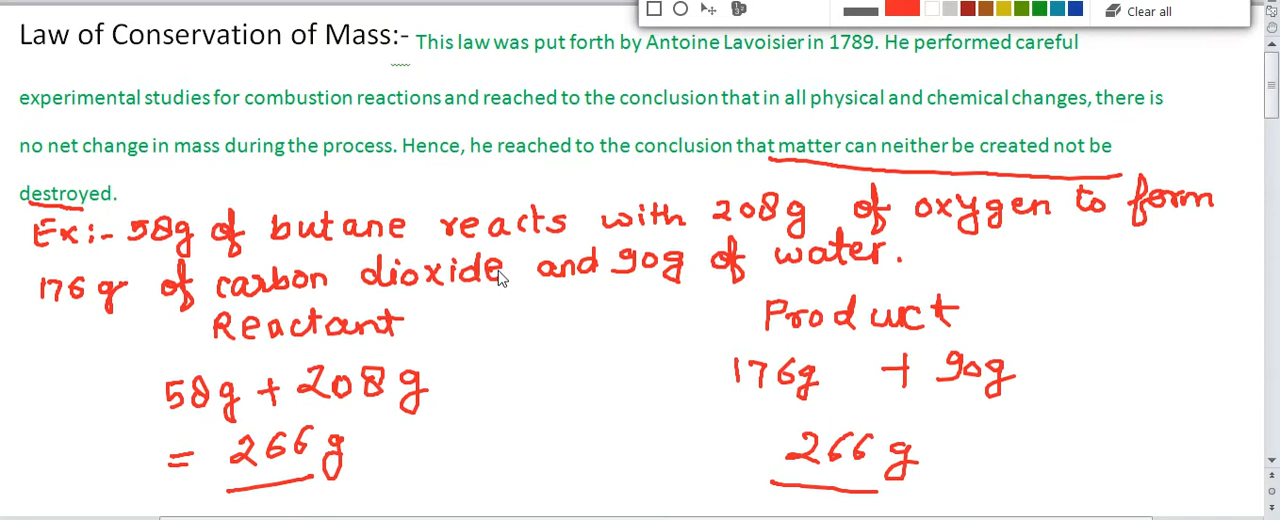 Clear all
Law of Conservation of Mass:- This law was put forth by Antoine Lavoisier in 1789. He performed careful
experimental studies for combustion reactions and reached to the conclusion that in all physical and chemical changes, there is
no net change in mass during the process. Hence, he reached to the conclusion that matter can neither be created not be
destroyed.
Ex:- 58g of butane reacts with 208g of oxygen to form
176g of carbon dioxide and 90g of water.
Reactant Product
58g + 208g 176g + 90g
= 266g 266g